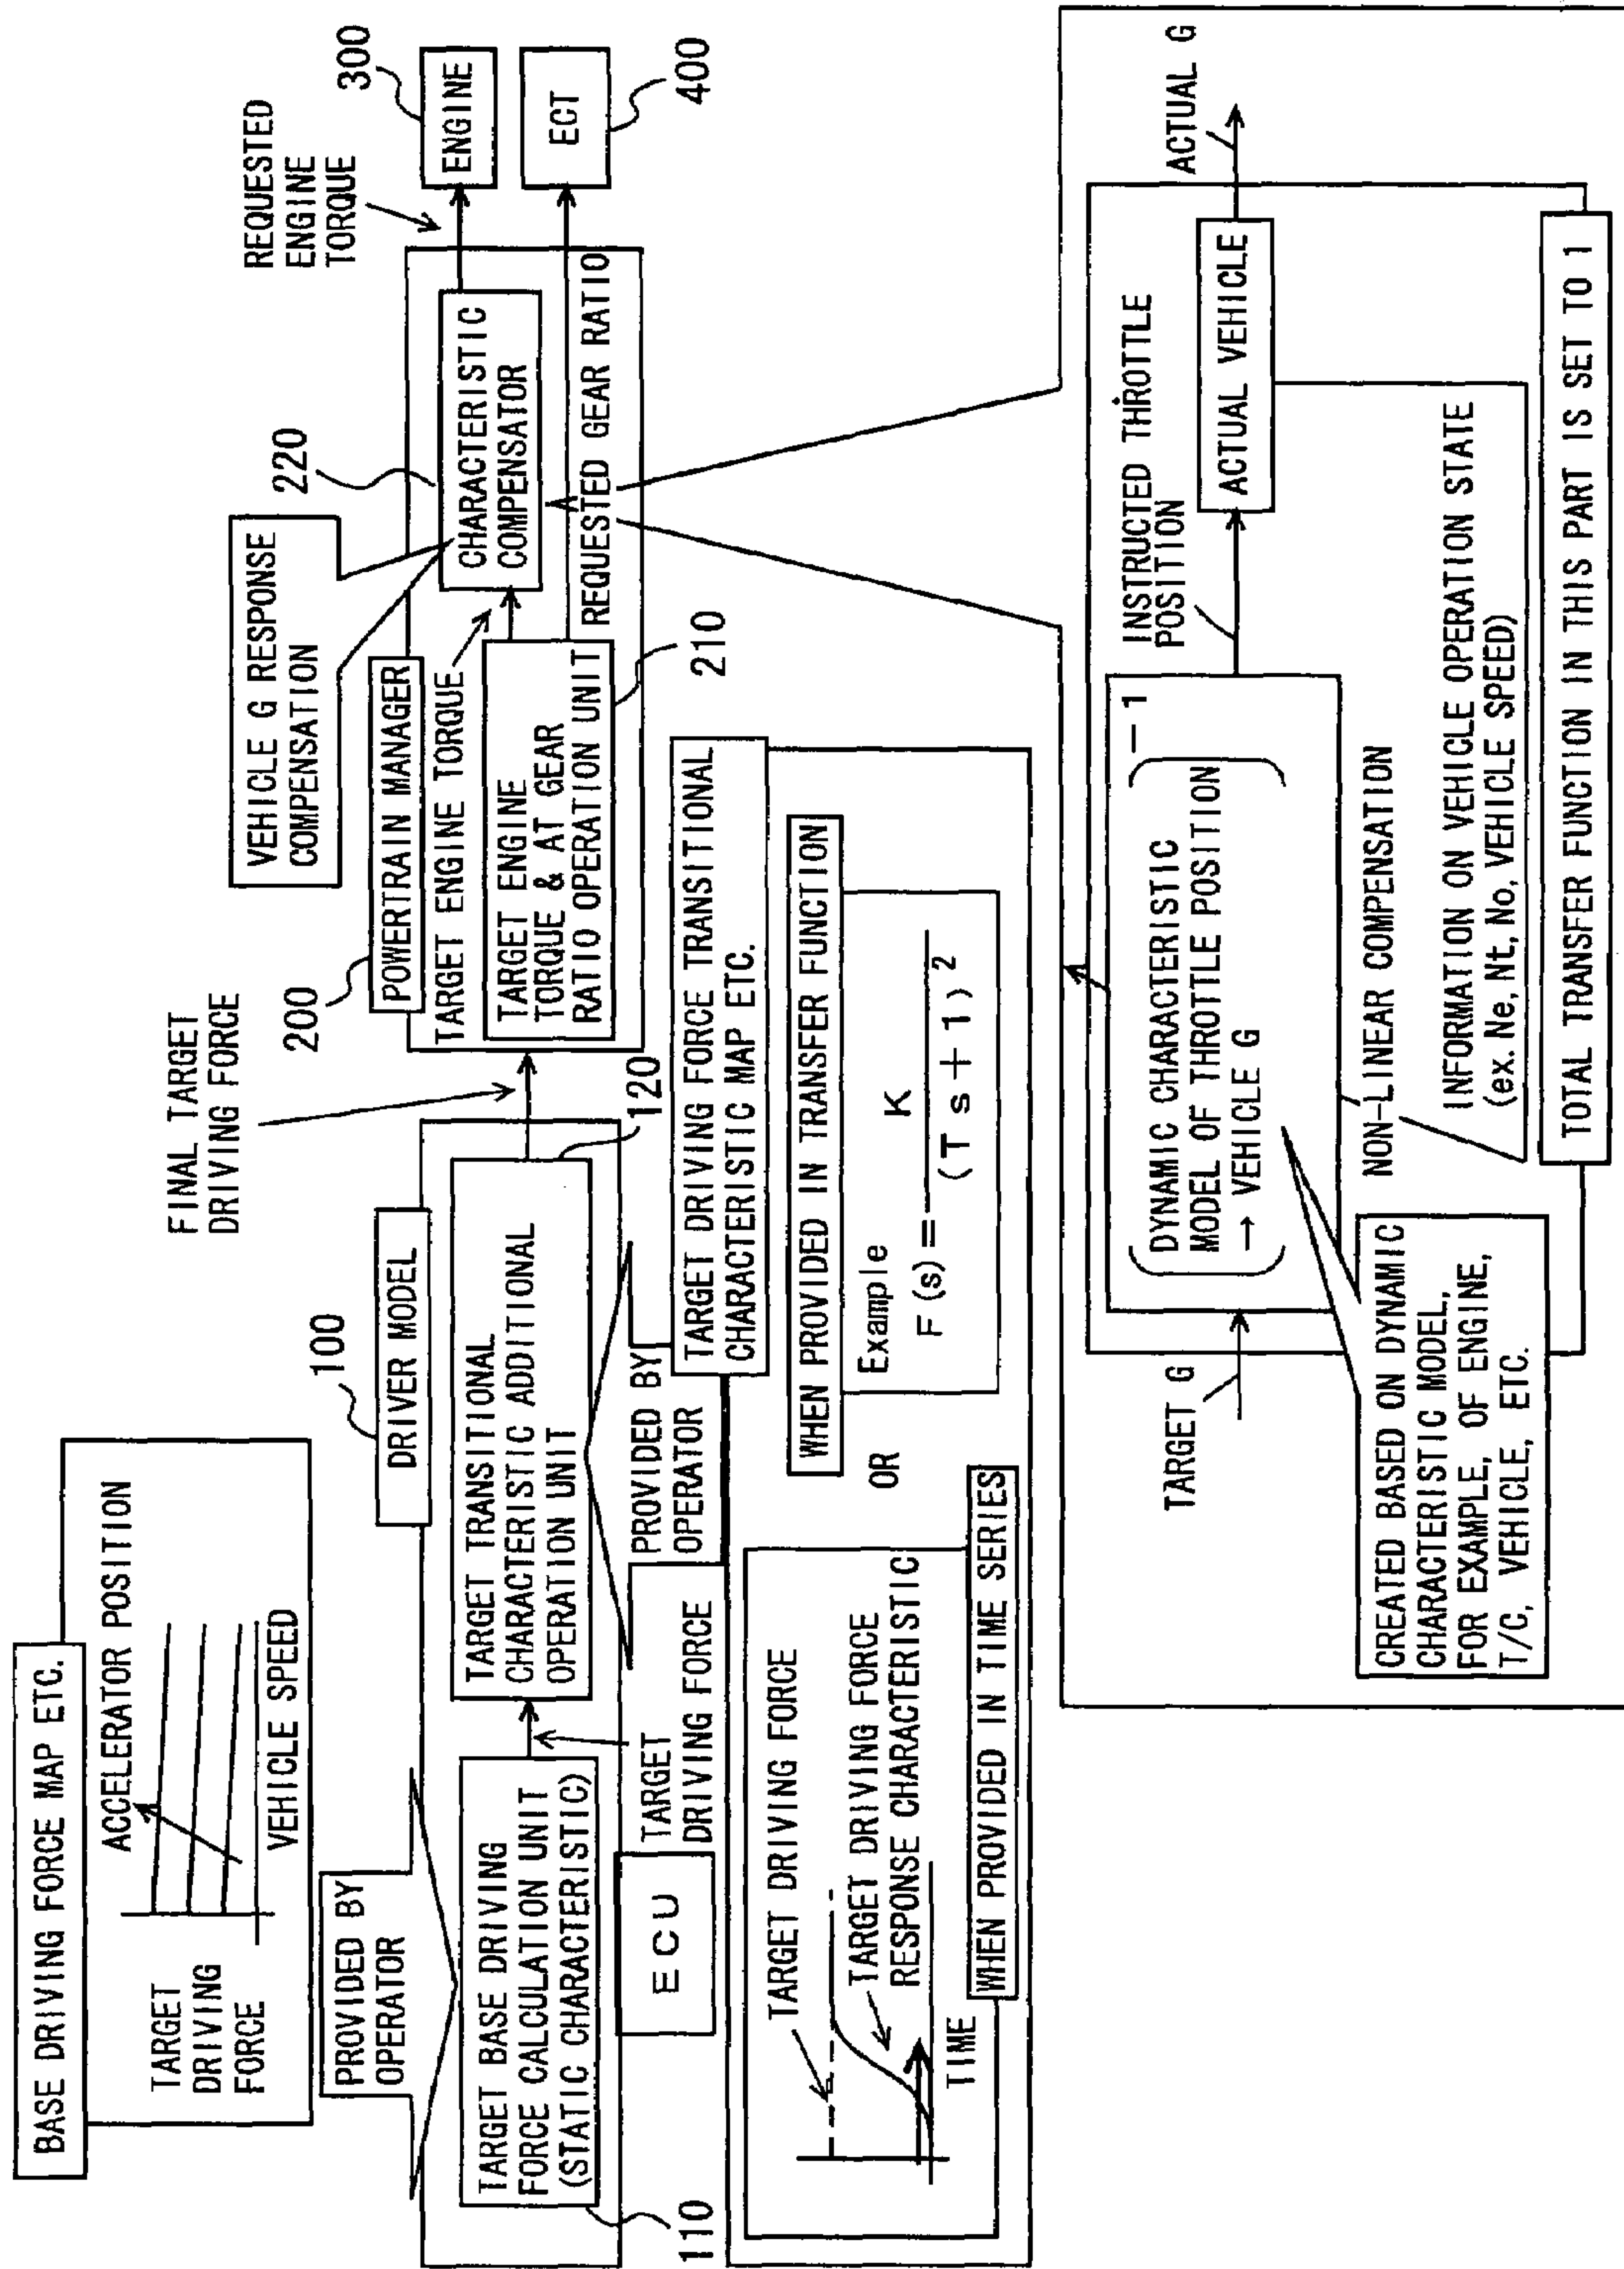 BASE DRIVING FORCE MAP ETC.
ACCELERATOR POSITION
TARGET
DRIVING
FORCE
VEHICLE SPEED
PROVIDED BY
OPERATOR
100
DRIVER MODEL
TARGET BASE DRIVING
FORCE CALCULATION UNIT
(STATIC CHARACTERISTIC)
110
ECU
TARGET
DRIVING FORCE
TARGET TRANSITIONAL
CHARACTERISTIC ADDITIONAL
OPERATION UNIT
120
PROVIDED BY
OPERATOR
FINAL TARGET
DRIVING FORCE
200
POWERTRAIN MANAGER
VEHICLE G RESPONSE
COMPENSATION
220
TARGET ENGINE TORQUE
TARGET ENGINE
TORQUE & AT GEAR
RATIO OPERATION UNIT
210
CHARACTERISTIC
COMPENSATOR
REQUESTED GEAR RATIO
REQUESTED
ENGINE
TORQUE
300
ENGINE
ECT
400
TARGET DRIVING FORCE TRANSITIONAL
CHARACTERISTIC MAP ETC.
TARGET DRIVING FORCE
TARGET DRIVING FORCE
RESPONSE CHARACTERISTIC
TIME
WHEN PROVIDED IN TIME SERIES
OR
WHEN PROVIDED IN TRANSFER FUNCTION
Example
F(s)=K/(Ts+1)²
TARGET G
DYNAMIC CHARACTERISTIC
MODEL OF THROTTLE POSITION
→ VEHICLE G
−1
INSTRUCTED THROTTLE
POSITION
ACTUAL VEHICLE
ACTUAL G
NON-LINEAR COMPENSATION
INFORMATION ON VEHICLE OPERATION STATE
(ex. Ne, Nt, No, VEHICLE SPEED)
CREATED BASED ON DYNAMIC
CHARACTERISTIC MODEL,
FOR EXAMPLE, OF ENGINE,
T/C, VEHICLE, ETC.
TOTAL TRANSFER FUNCTION IN THIS PART IS SET TO 1